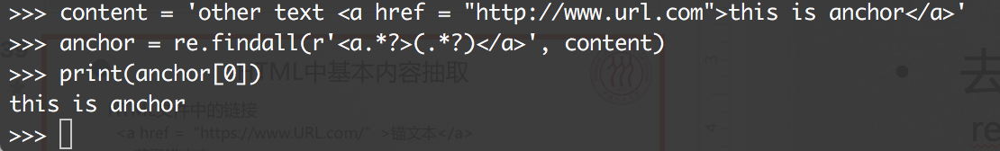 >>> content = 'other text <a href = "http://www.url.com">this is anchor</a>'
>>> anchor = re.findall(r'<a.*?>(.*?)</a>', content)
>>> print(anchor[0])
TML中基本内容抽取
this is anchor
文件中的链接
<a href = "https://www.URL.com/" >锚文本</a>
>>>
去
re